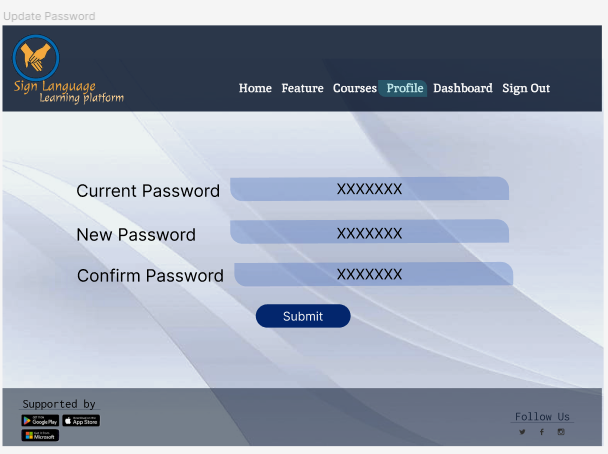 Update Password
Sign Language
Learning platform
Home Feature Courses Profile Dashboard Sign Out
Current Password XXXXXXX
New Password XXXXXXX
Confirm Password XXXXXXX
Submit
Supported by
Google Play
App Store
Microsoft
Follow Us